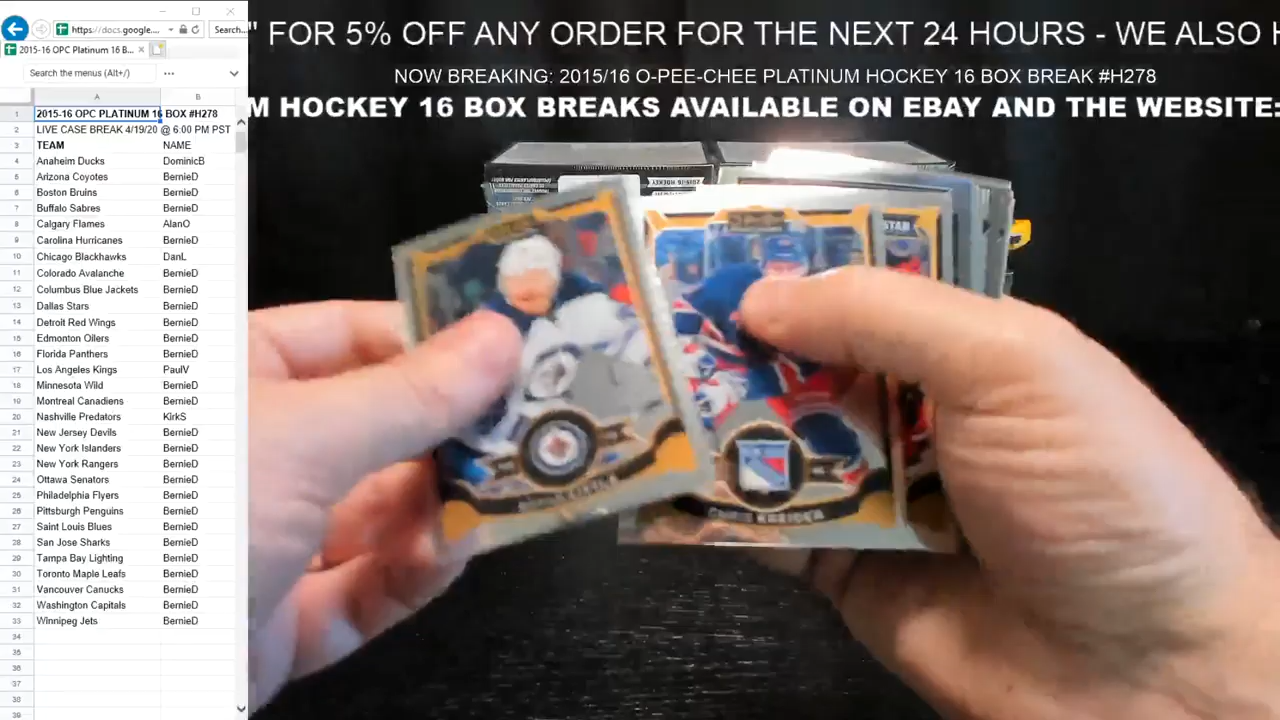 " FOR 5% OFF ANY ORDER FOR THE NEXT 24 HOURS - WE ALSO H
NOW BREAKING: 2015/16 O-PEE-CHEE PLATINUM HOCKEY 16 BOX BREAK #H278
M HOCKEY 16 BOX BREAKS AVAILABLE ON EBAY AND THE WEBSITE:
https://docs.google....
Search...
2015-16 OPC Platinum 16 B...
Search the menus (Alt+/)
A B
1 2015-16 OPC PLATINUM 16 BOX #H278
2 LIVE CASE BREAK 4/19/20 @ 6:00 PM PST
3 TEAM NAME
4 Anaheim Ducks DominicB
5 Arizona Coyotes BernieD
6 Boston Bruins BernieD
7 Buffalo Sabres BernieD
8 Calgary Flames AlanO
9 Carolina Hurricanes BernieD
10 Chicago Blackhawks DanL
11 Colorado Avalanche BernieD
12 Columbus Blue Jackets BernieD
13 Dallas Stars BernieD
14 Detroit Red Wings BernieD
15 Edmonton Oilers BernieD
16 Florida Panthers BernieD
17 Los Angeles Kings PaulV
18 Minnesota Wild BernieD
19 Montreal Canadiens BernieD
20 Nashville Predators KirkS
21 New Jersey Devils BernieD
22 New York Islanders BernieD
23 New York Rangers BernieD
24 Ottawa Senators BernieD
25 Philadelphia Flyers BernieD
26 Pittsburgh Penguins BernieD
27 Saint Louis Blues BernieD
28 San Jose Sharks BernieD
29 Tampa Bay Lighting BernieD
30 Toronto Maple Leafs BernieD
31 Vancouver Canucks BernieD
32 Washington Capitals BernieD
33 Winnipeg Jets BernieD
34
35
36
37
38
39
2015-16 HOCKEY
CHRIS KREIDER